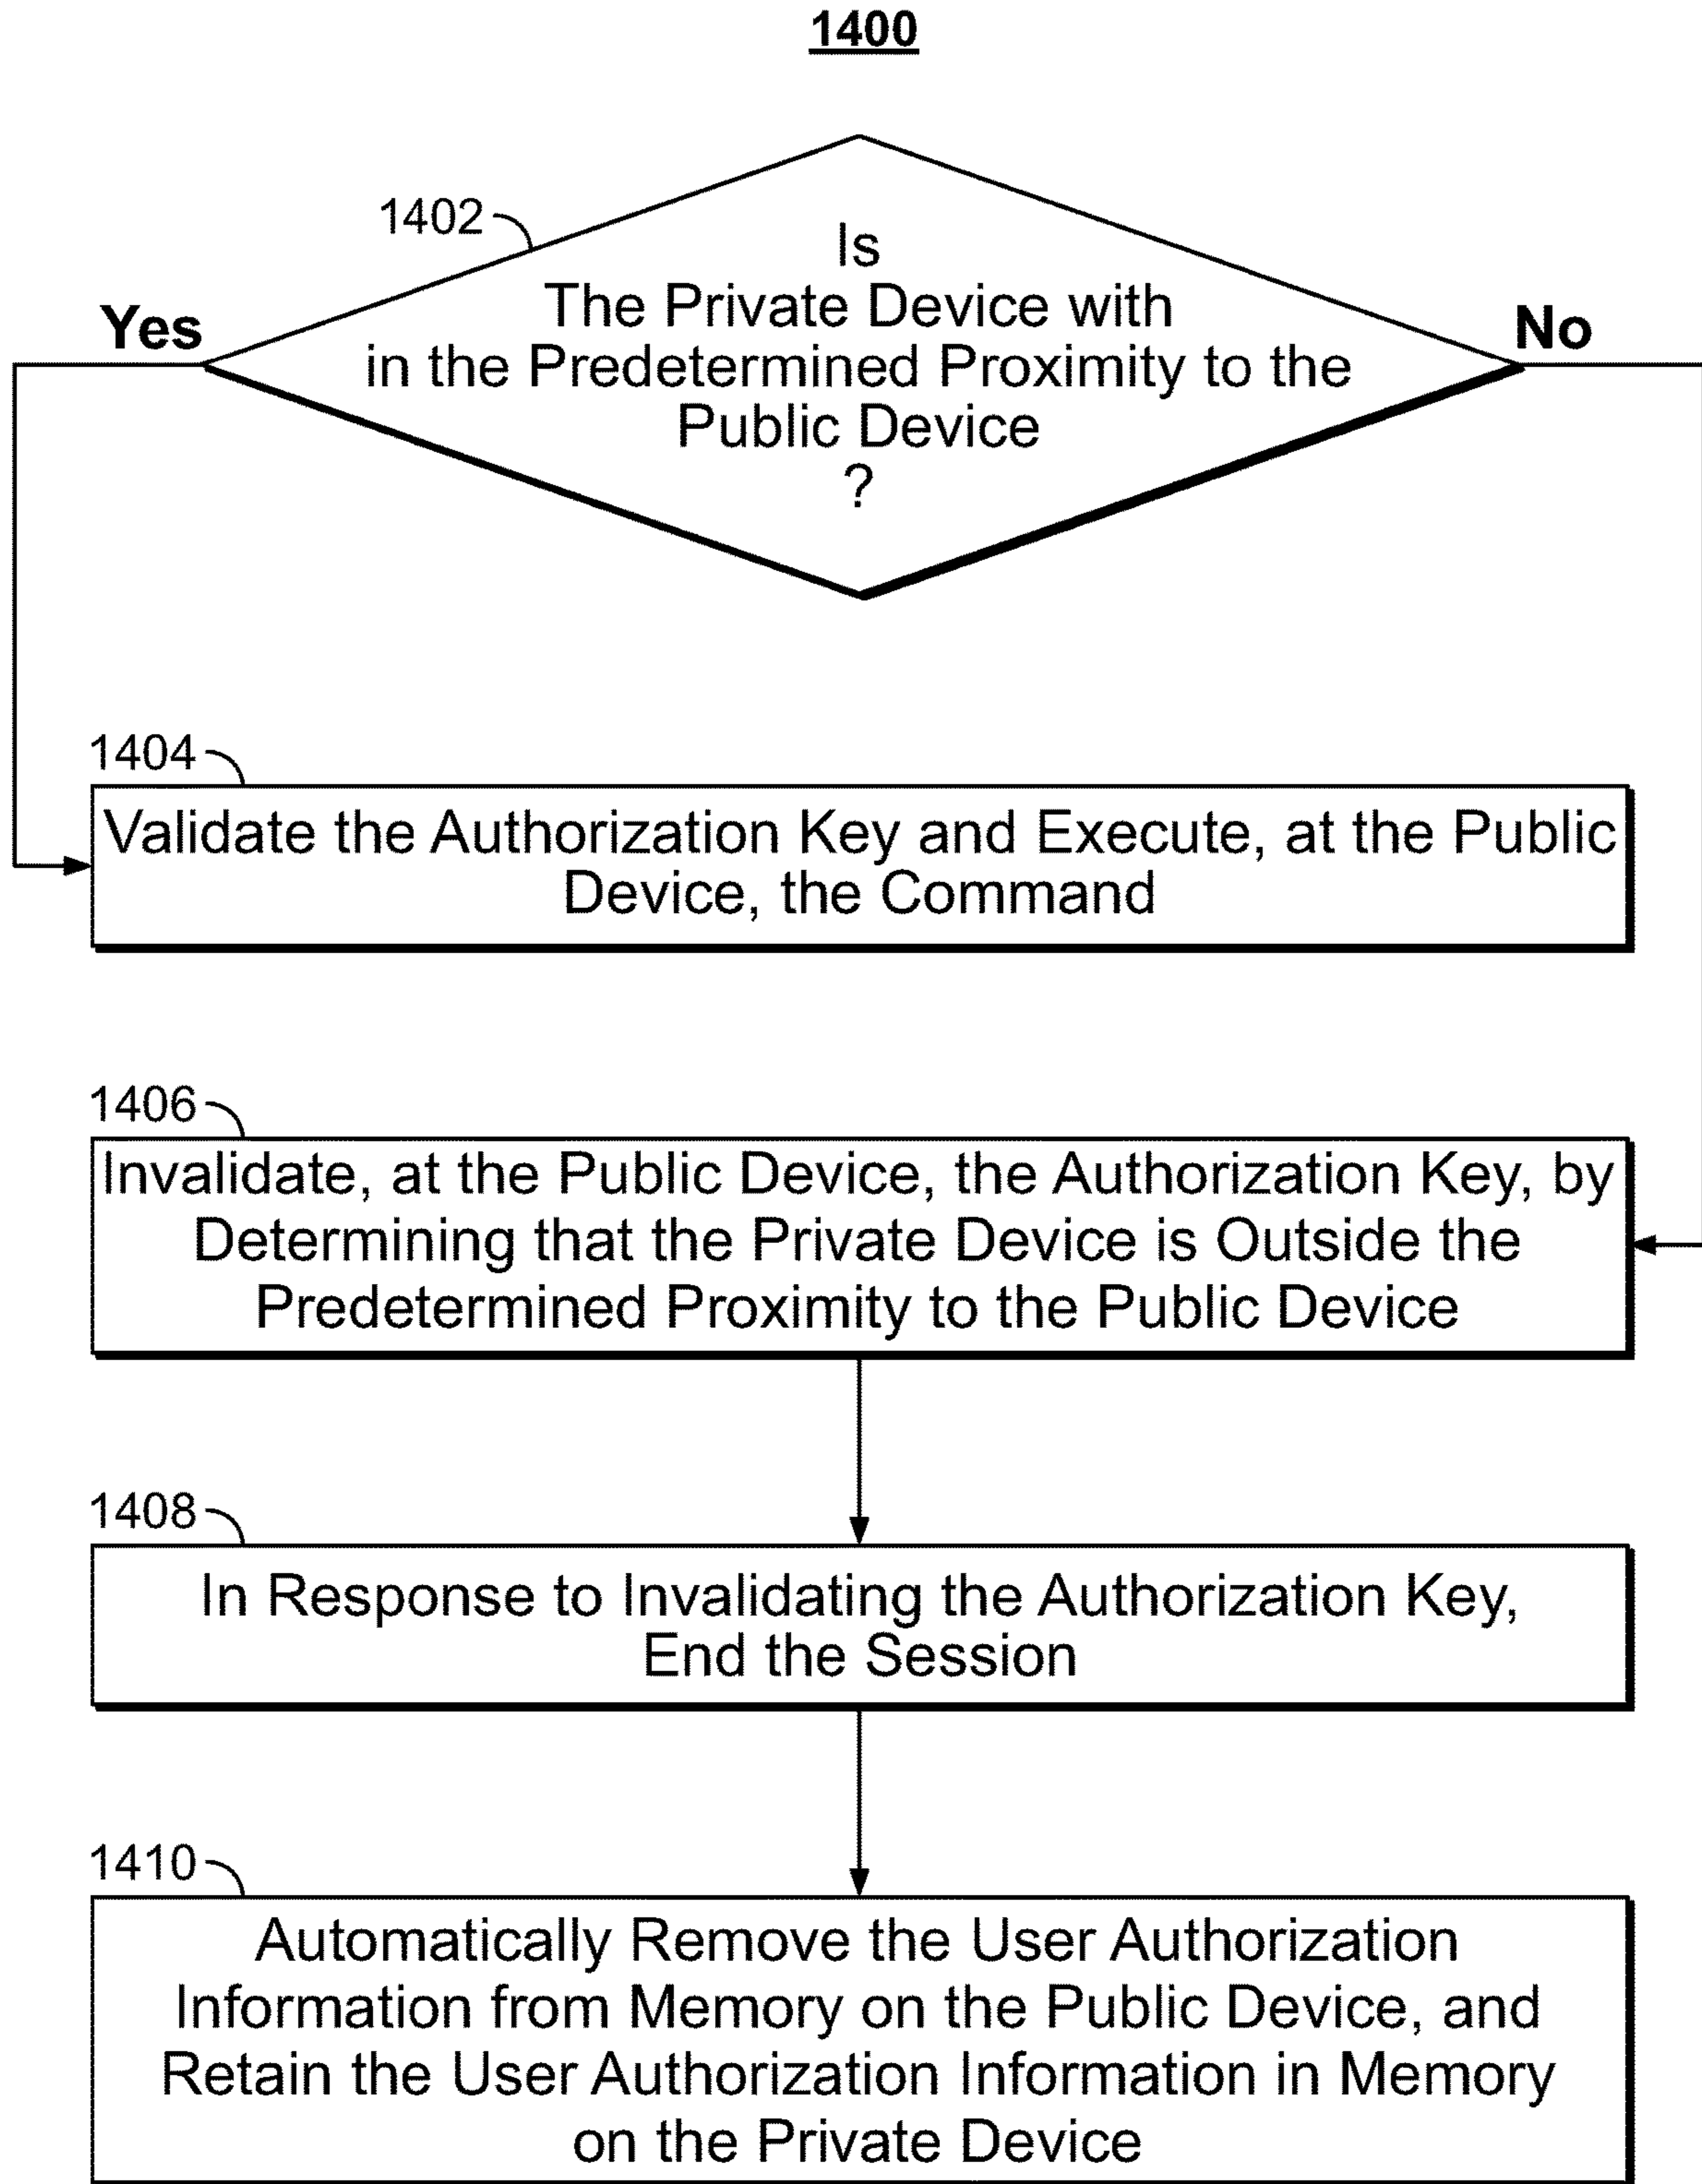 1400
1402
Is
The Private Device with
in the Predetermined Proximity to the
Public Device
?
Yes
No
1404
Validate the Authorization Key and Execute, at the Public
Device, the Command
1406
Invalidate, at the Public Device, the Authorization Key, by
Determining that the Private Device is Outside the
Predetermined Proximity to the Public Device
1408
In Response to Invalidating the Authorization Key,
End the Session
1410
Automatically Remove the User Authorization
Information from Memory on the Public Device, and
Retain the User Authorization Information in Memory
on the Private Device